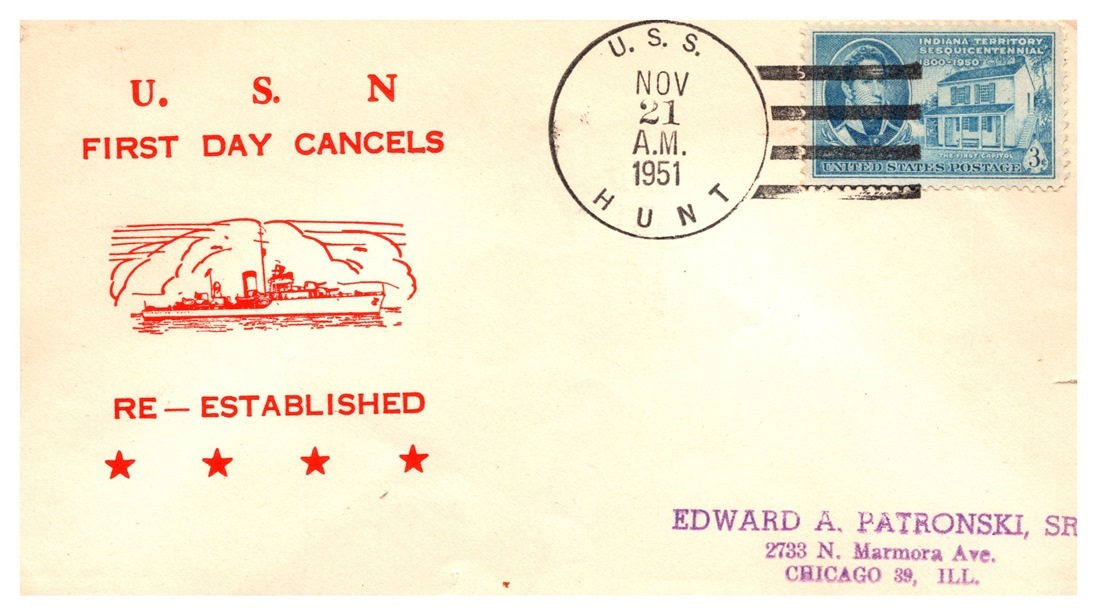 U. S. N
FIRST DAY CANCELS
RE — ESTABLISHED
U. S. S.
NOV
21
A.M.
1951
HUNT
INDIANA TERRITORY
SESQUICENTENNIAL
1800-1950
THE FIRST CAPITOL
3¢
UNITED STATES POSTAGE
EDWARD A. PATRONSKI, SR
2733 N. Marmora Ave.
CHICAGO 39, ILL.